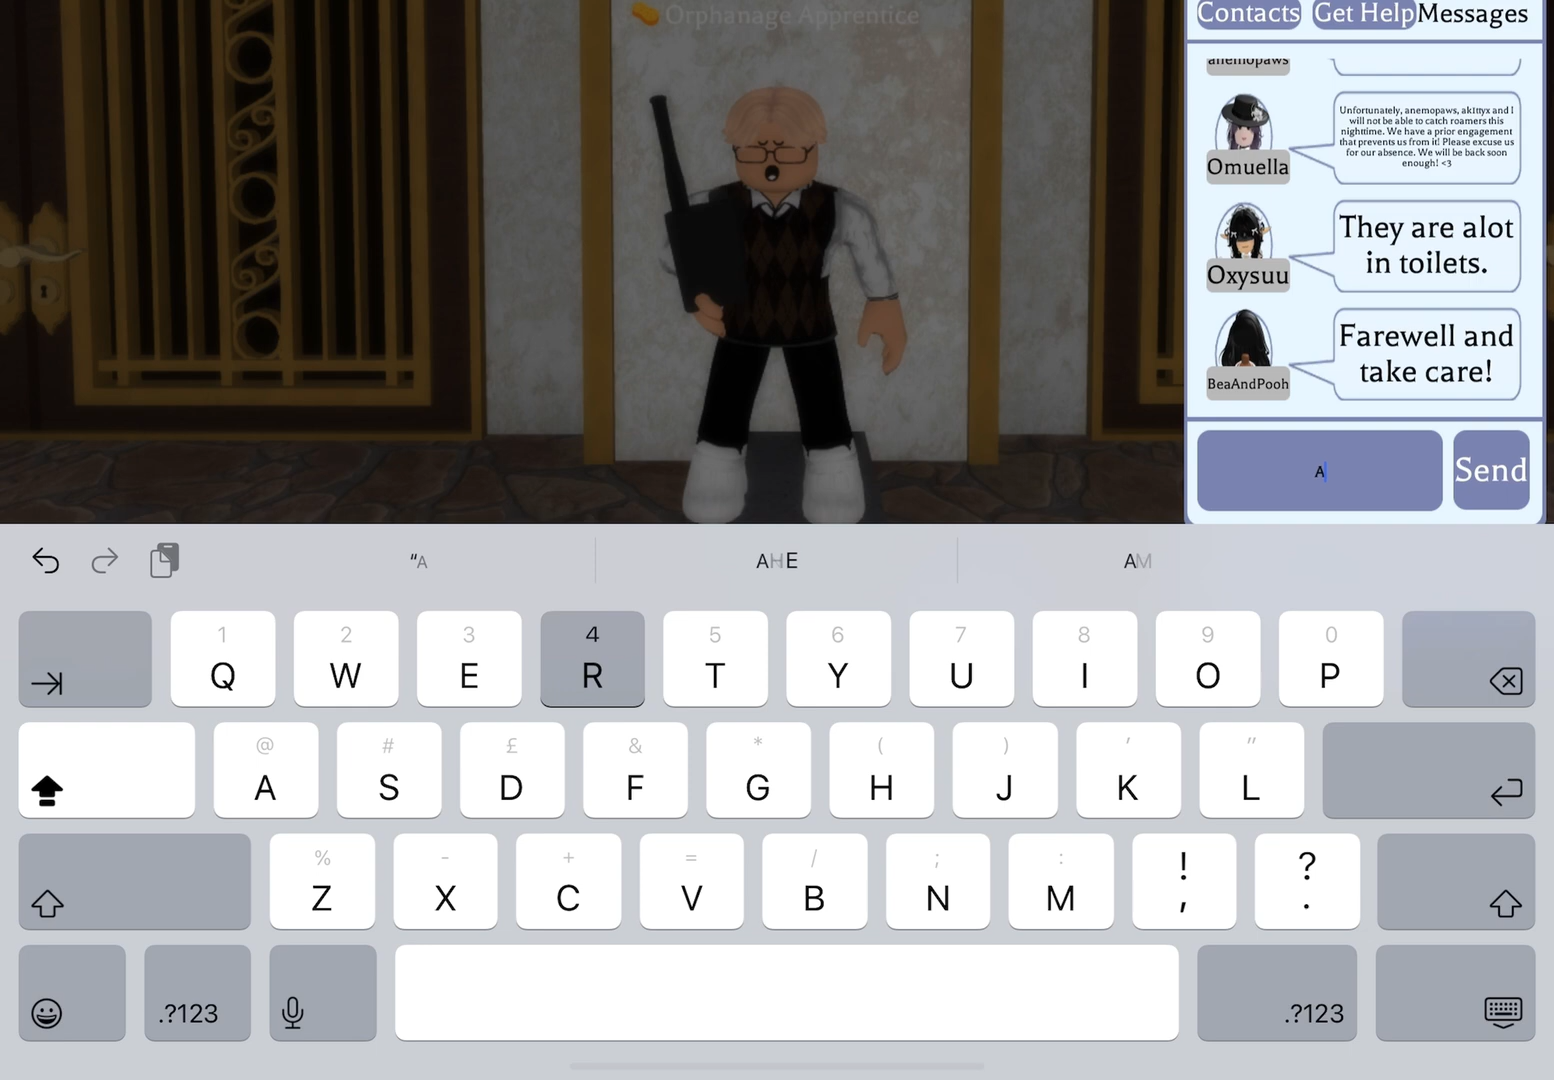 Orphanage Apprentice
Contacts
Get Help
Messages
anemopaws
Unfortunately, anemopaws, akittyx and I
will not be able to catch roamers this
nighttime. We have a prior engagement
that prevents us from it! Please excuse us
for our absence. We will be back soon
enough! <3
Omuella
They are alot
in toilets.
Oxysuu
Farewell and
take care!
BeaAndPooh
A
Send
“A
AHE
AM
1 2 3 4 5 6 7 8 9 0
Q W E R T Y U I O P
@ # £ & * ( ) ' "
A S D F G H J K L
% - + = / ; : ! ?
Z X C V B N M , .
.?123
.?123